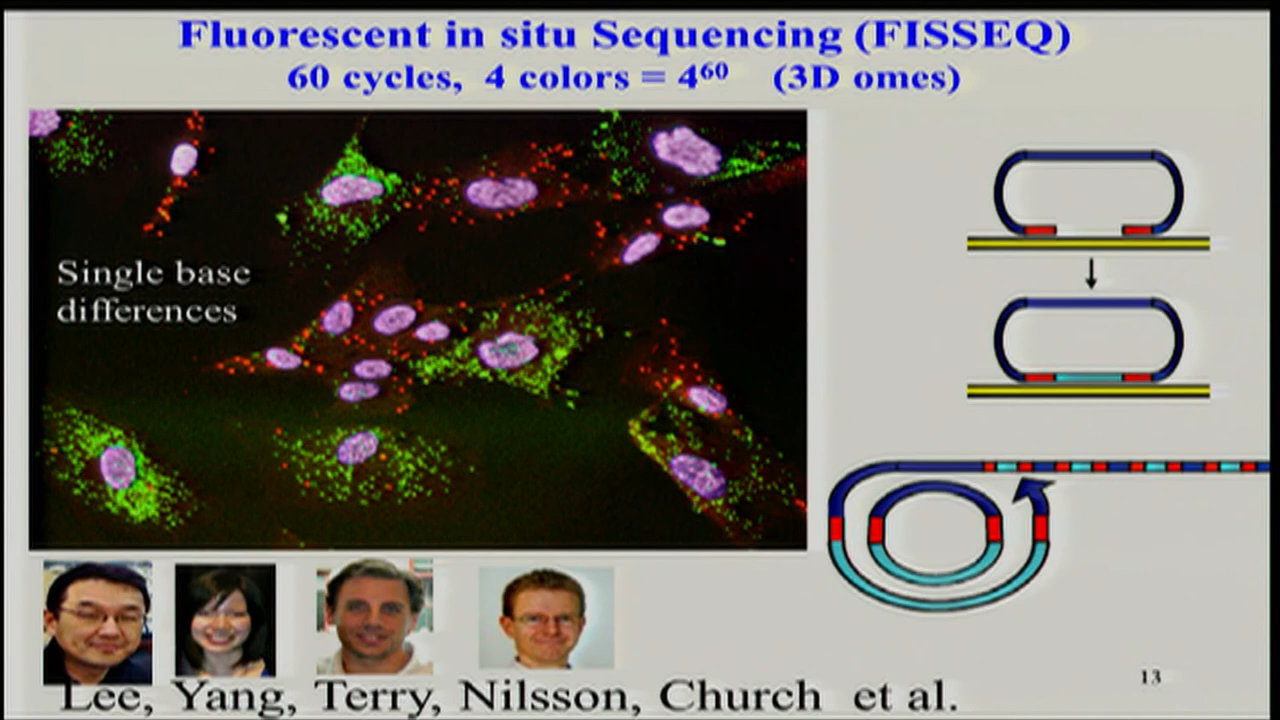 Fluorescent in situ Sequencing (FISSEQ)
60 cycles, 4 colors = 4⁶⁰ (3D omes)
Single base
differences
Lee, Yang, Terry, Nilsson, Church et al.
13